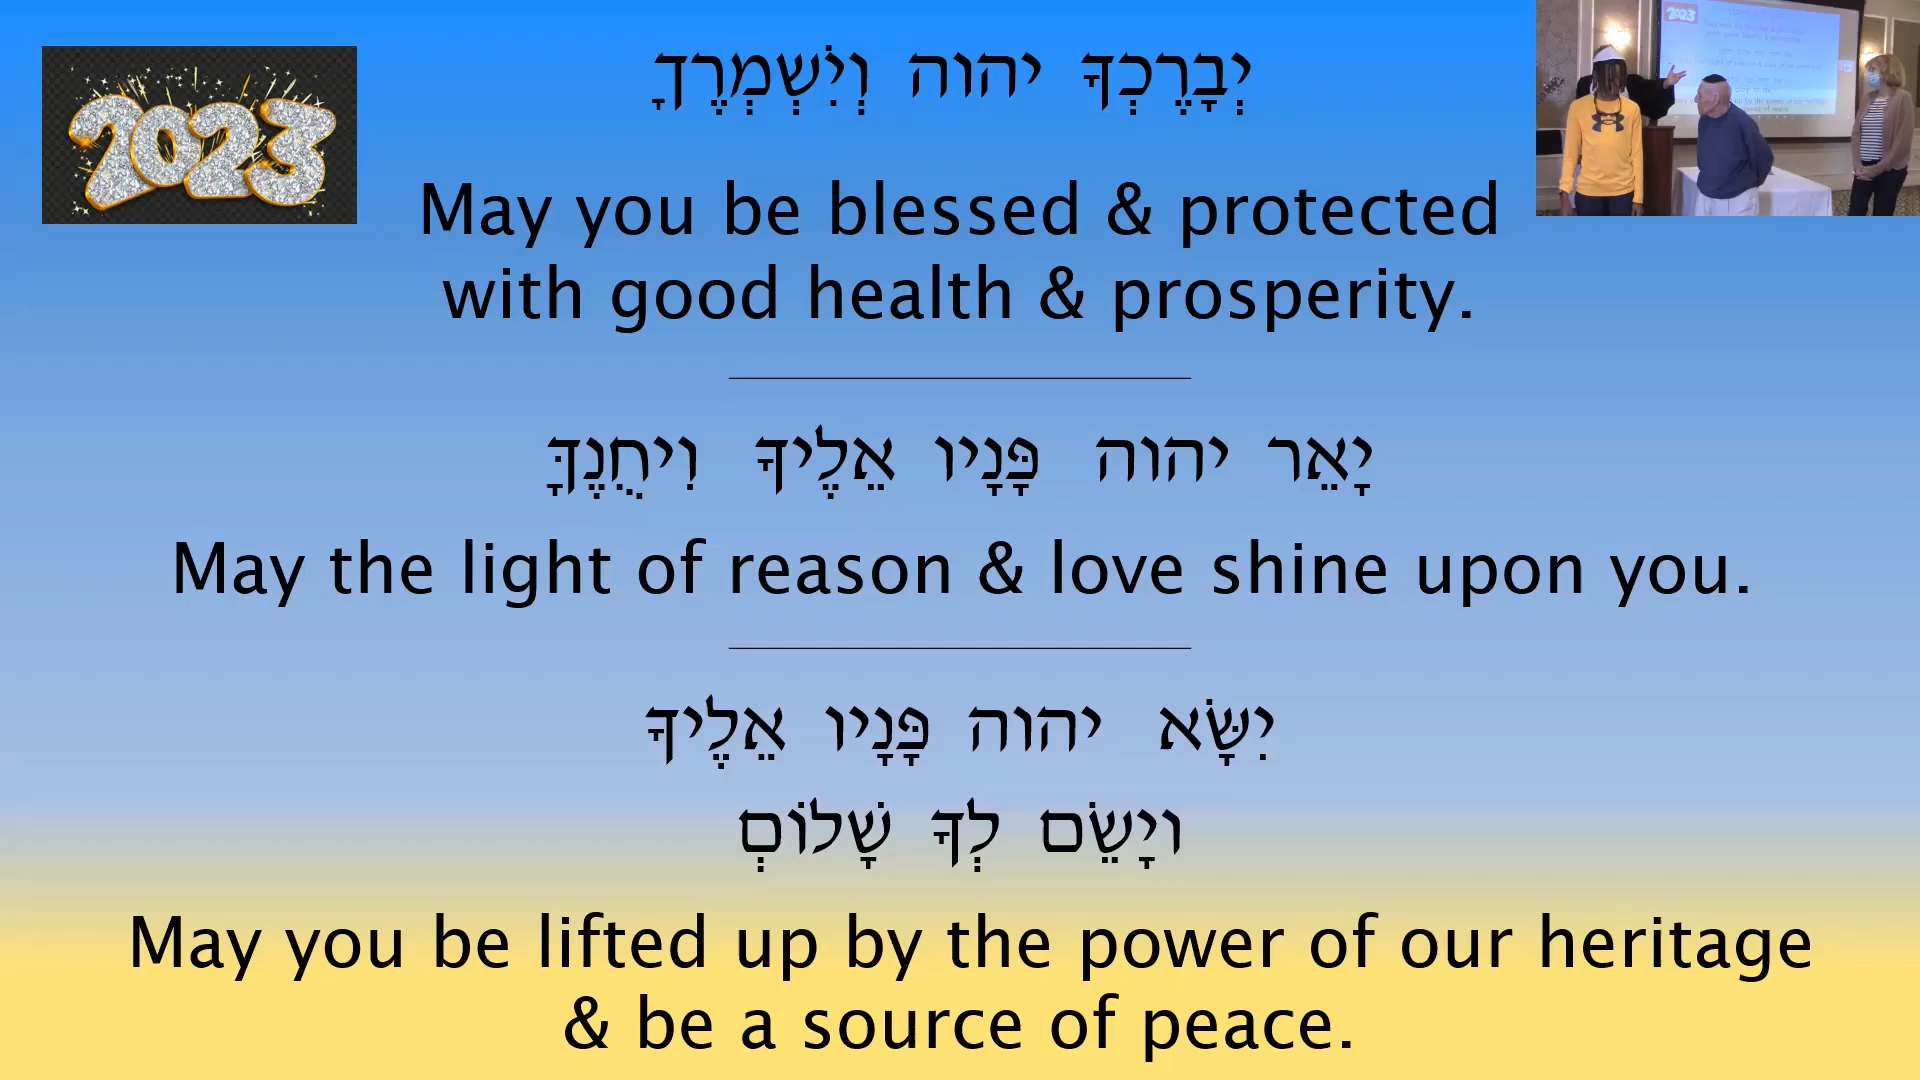 2023
יְבָרֶכְךָ יהוה וְיִשְׁמְרֶךָ
May you be blessed & protected
with good health & prosperity.
יָאֵר יהוה פָּנָיו אֵלֶיךָ וִיחֻנֶּךָּ
May the light of reason & love shine upon you.
יִשָּׂא יהוה פָּנָיו אֵלֶיךָ
ויָשֵׂם לְךָ שָׁלוֹםְ
May you be lifted up by the power of our heritage
& be a source of peace.